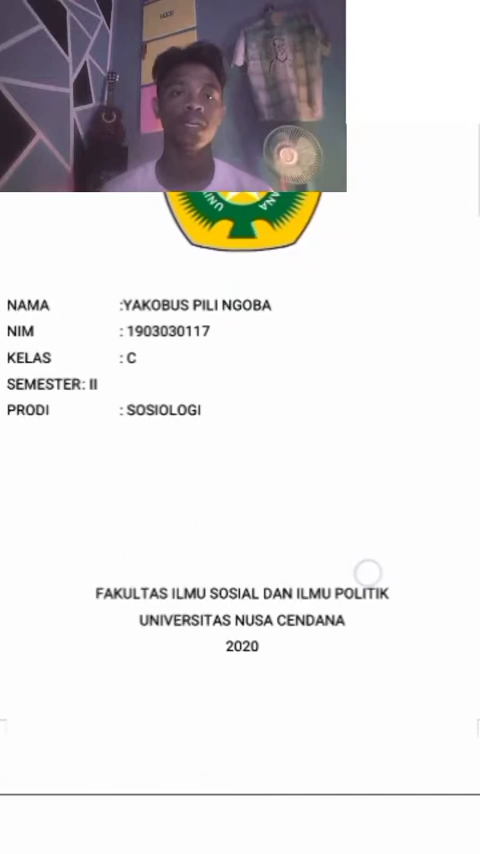 NAMA :YAKOBUS PILI NGOBA
NIM : 1903030117
KELAS : C
SEMESTER: II
PRODI : SOSIOLOGI
FAKULTAS ILMU SOSIAL DAN ILMU POLITIK
UNIVERSITAS NUSA CENDANA
2020